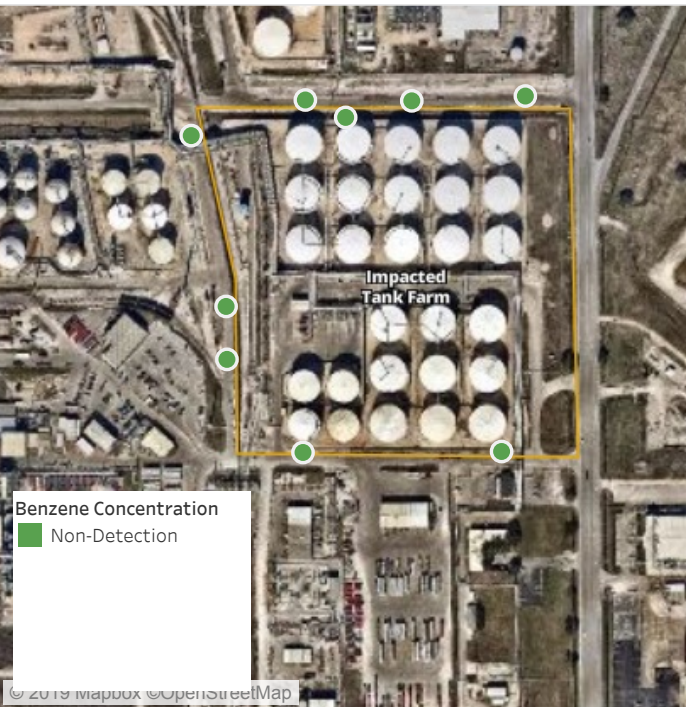 Impacted
Tank Farm
Benzene Concentration
Non-Detection
© 2019 Mapbox ©OpenStreetMap